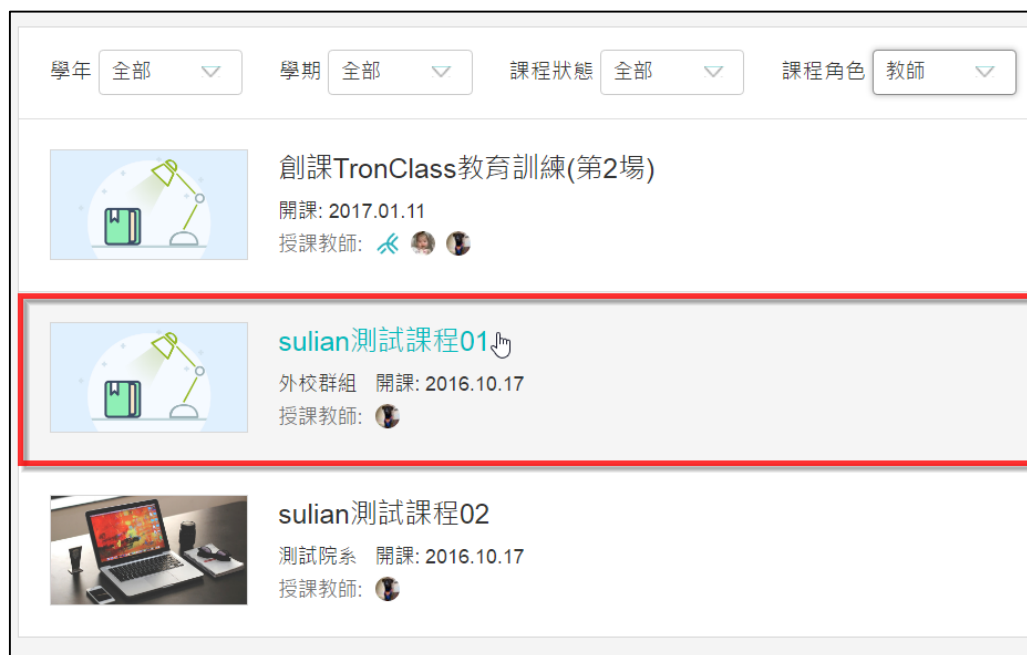 學年 全部 學期 全部 課程狀態 全部 課程角色 教師
創課TronClass教育訓練(第2場)
開課: 2017.01.11
授課教師:
sulian測試課程01
外校群組 開課: 2016.10.17
授課教師:
sulian測試課程02
測試院系 開課: 2016.10.17
授課教師: